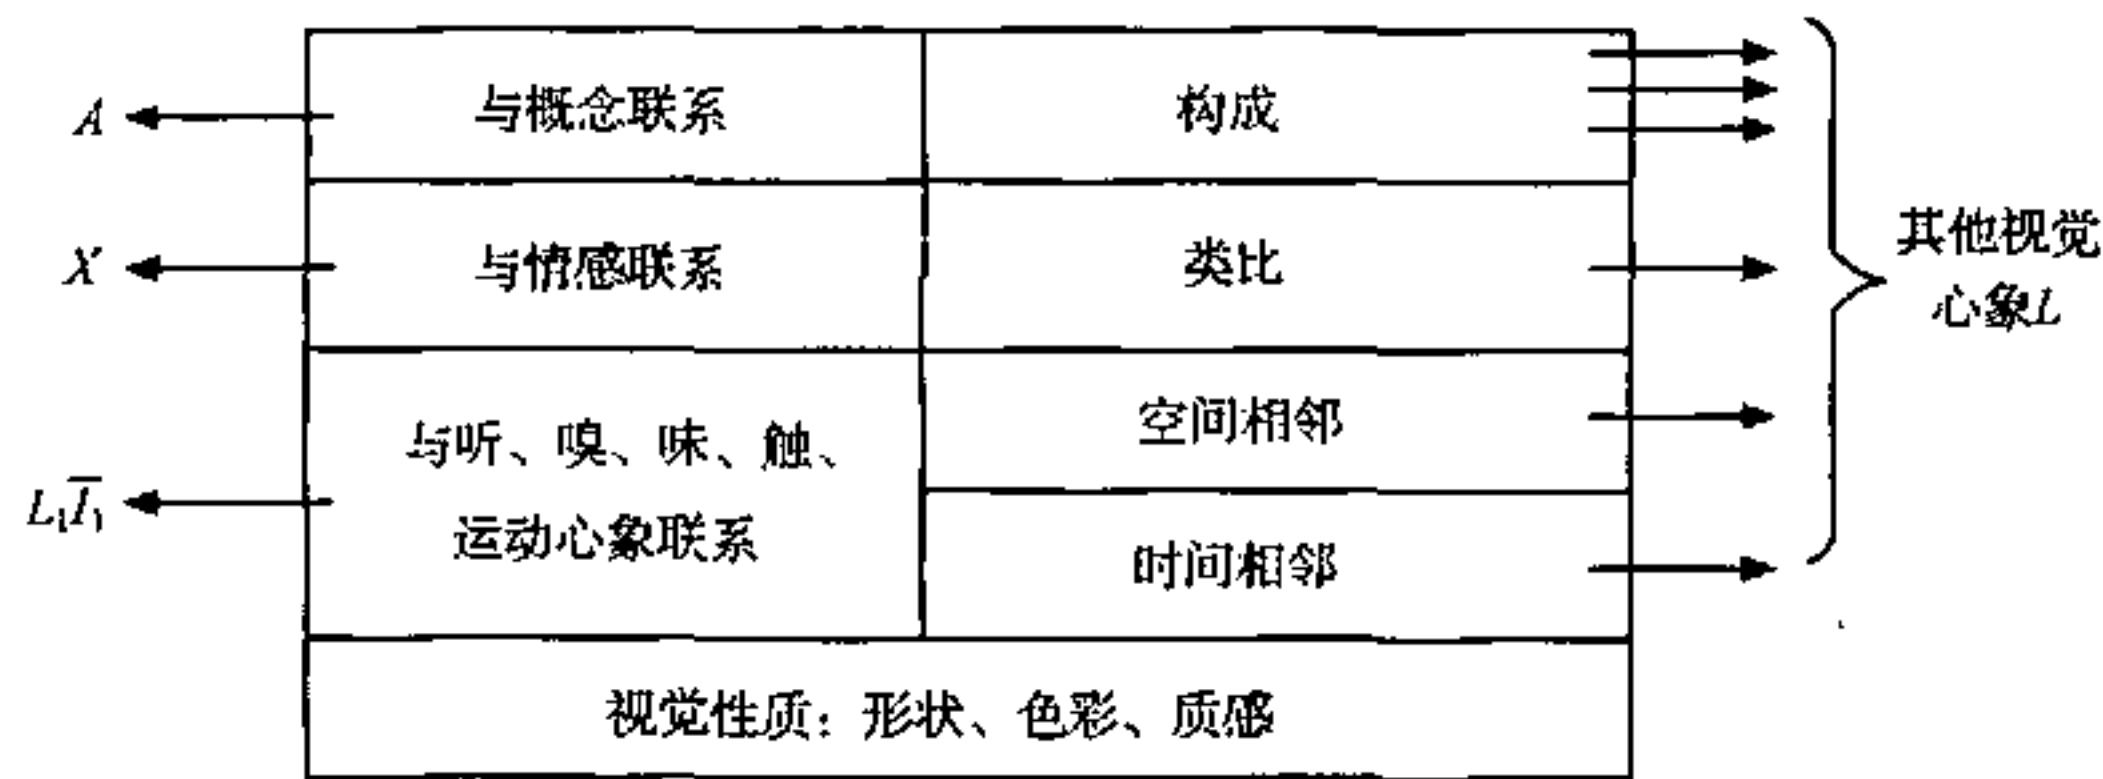 A
与概念联系
构成
X
与情感联系
类比
其他视觉
心象L
与听、嗅、味、触、
运动心象联系
空间相邻
时间相邻
视觉性质：形状、色彩、质感